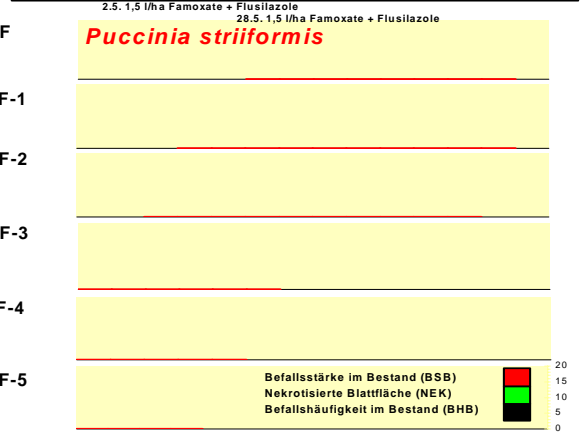 2.5. 1,5 l/ha Famoxate + Flusilazole
28.5. 1,5 l/ha Famoxate + Flusilazole
F
Puccinia striiformis
F-1
F-2
F-3
F-4
F-5
Befallsstärke im Bestand (BSB)
Nekrotisierte Blattfläche (NEK)
Befallshäufigkeit im Bestand (BHB)
20
15
10
5
0